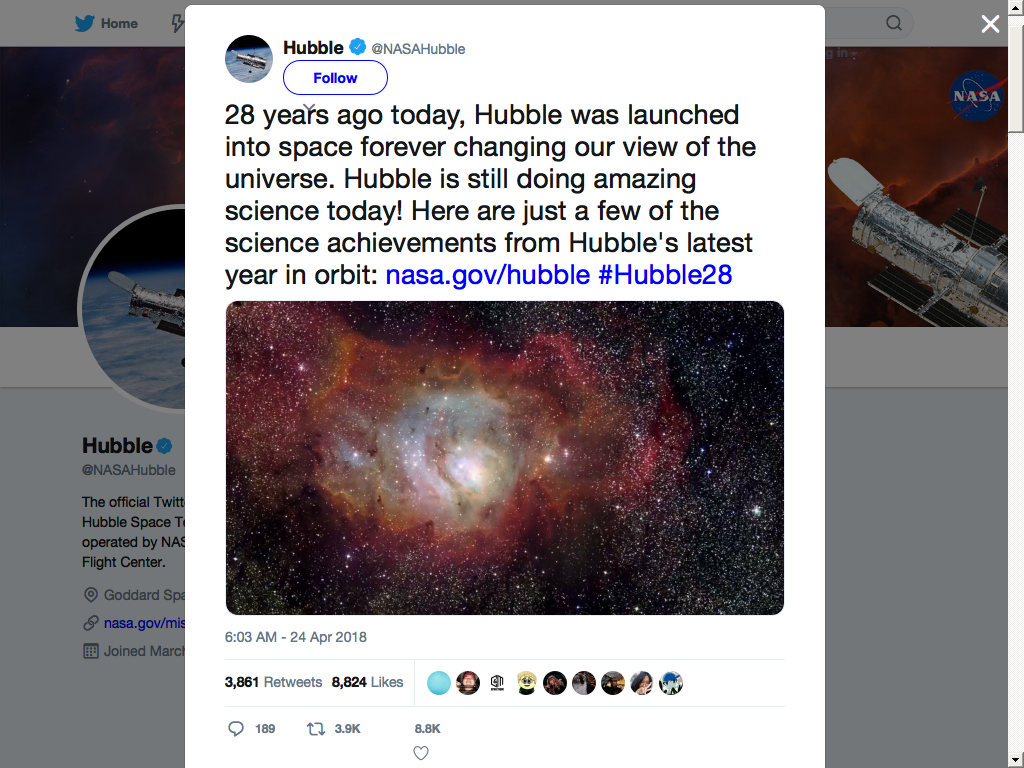 Home
Hubble @NASAHubble
Follow
28 years ago today, Hubble was launched
into space forever changing our view of the
universe. Hubble is still doing amazing
science today! Here are just a few of the
science achievements from Hubble's latest
year in orbit: nasa.gov/hubble #Hubble28
6:03 AM - 24 Apr 2018
3,861 Retweets 8,824 Likes
189 3.9K 8.8K
NASA
Hubble
@NASAHubble
The official Twitt
Hubble Space Te
operated by NAS
Flight Center.
Goddard Spa
nasa.gov/mis
Joined March